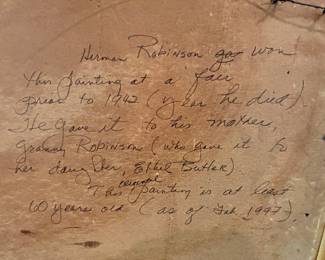 Herman Robinson ga won
this painting at a fair
prior to 1942 (year he died).
He gave it to his mother,
Granny Robinson (who gave it to
her daughter, Ethel Butler)
original
This painting is at least
60 years old (as of Feb 1997)